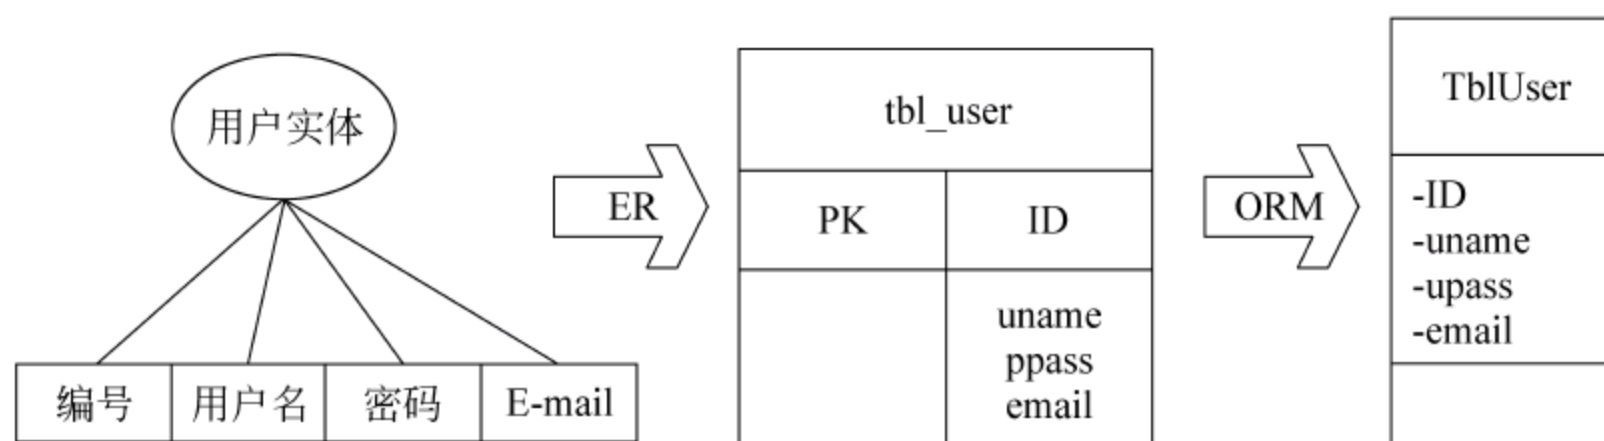 用户实体
编号 用户名 密码 E-mail
ER
tbl_user
PK ID
uname
ppass
email
ORM
TblUser
-ID
-uname
-upass
-email